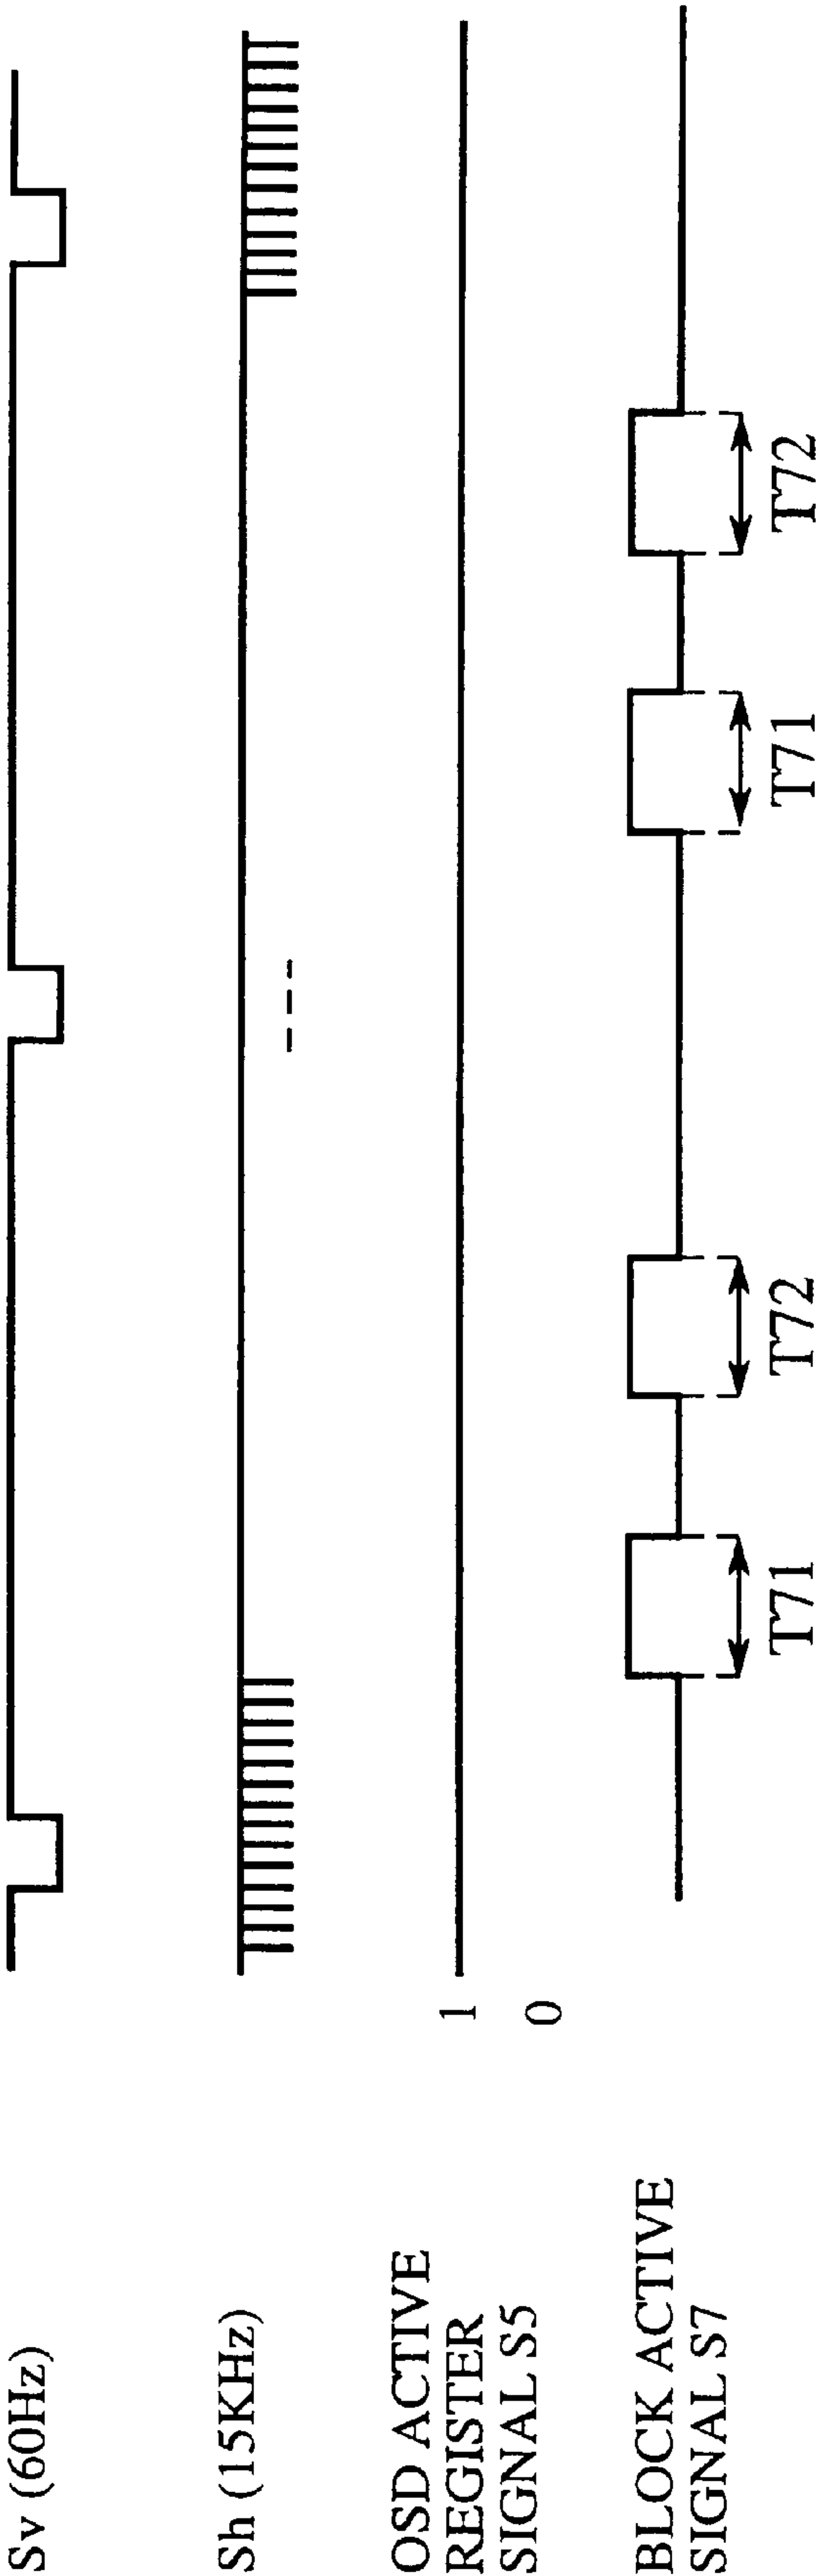 Sv (60Hz)
Sh (15KHz)
OSD ACTIVE
REGISTER
SIGNAL S5
1
0
BLOCK ACTIVE
SIGNAL S7
T71
T72
T71
T72